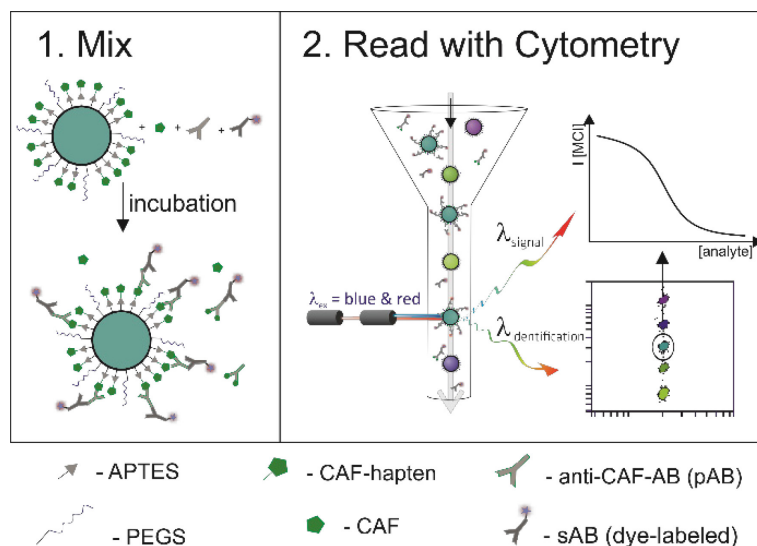 1. Mix
+ + +
incubation
2. Read with Cytometry
λex = blue & red
λsignal
λdentification
I [MCI]
[analyte]
- APTES
- CAF-hapten
- anti-CAF-AB (pAB)
- PEGS
- CAF
- sAB (dye-labeled)